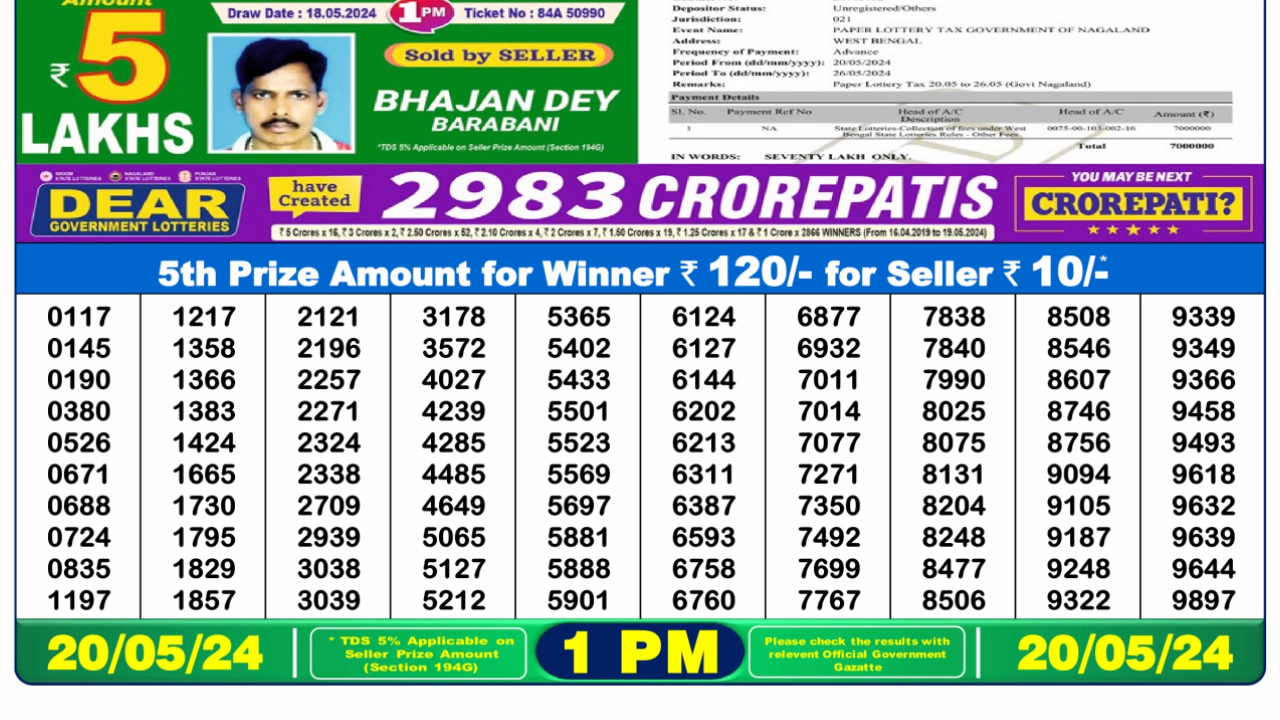 Amount
₹5
LAKHS
Draw Date : 18.05.2024 1PM Ticket No : 84A 50990
Sold by SELLER
BHAJAN DEY
BARABANI
*TDS 5% Applicable on Seller Prize Amount (Section 194G)
Depositor Status: Unregistered/Others
Jurisdiction: 021
Event Name: PAPER LOTTERY TAX GOVERNMENT OF NAGALAND
Address: WEST BENGAL
Frequency of Payment: Advance
Period From (dd/mm/yyyy): 20/05/2024
Period To (dd/mm/yyyy): 26/05/2024
Remarks: Paper Lottery Tax 20.05 to 26.05 (Govt Nagaland)
Payment Details
Sl. No. Payment Ref No Head of A/C Description Head of A/C Amount (₹)
1 NA State Lotteries-Collection of fees under West Bengal State Lotteries Rules - Other Fees 0075-00-103-002-16 7000000
Total 7000000
IN WORDS: SEVENTY LAKH ONLY.
SIKKIM STATE LOTTERIES NAGALAND STATE LOTTERIES PUNJAB STATE LOTTERIES
DEAR
GOVERNMENT LOTTERIES
have
Created
2983 CROREPATIS
₹ 5 Crores x 16, ₹ 3 Crores x 2, ₹ 2.50 Crores x 52, ₹ 2.10 Crores x 4, ₹ 2 Crores x 7, ₹ 1.50 Crores x 19, ₹ 1.25 Crores x 17 & ₹ 1 Crore x 2866 WINNERS (From 16.04.2019 to 19.05.2024)
YOU MAY BE NEXT
CROREPATI?
5th Prize Amount for Winner ₹ 120/- for Seller ₹ 10/-*
0117 1217 2121 3178 5365 6124 6877 7838 8508 9339
0145 1358 2196 3572 5402 6127 6932 7840 8546 9349
0190 1366 2257 4027 5433 6144 7011 7990 8607 9366
0380 1383 2271 4239 5501 6202 7014 8025 8746 9458
0526 1424 2324 4285 5523 6213 7077 8075 8756 9493
0671 1665 2338 4485 5569 6311 7271 8131 9094 9618
0688 1730 2709 4649 5697 6387 7350 8204 9105 9632
0724 1795 2939 5065 5881 6593 7492 8248 9187 9639
0835 1829 3038 5127 5888 6758 7699 8477 9248 9644
1197 1857 3039 5212 5901 6760 7767 8506 9322 9897
20/05/24
* TDS 5% Applicable on
Seller Prize Amount
(Section 194G)
1 PM
Please check the results with
relevent Official Government
Gazatte
20/05/24